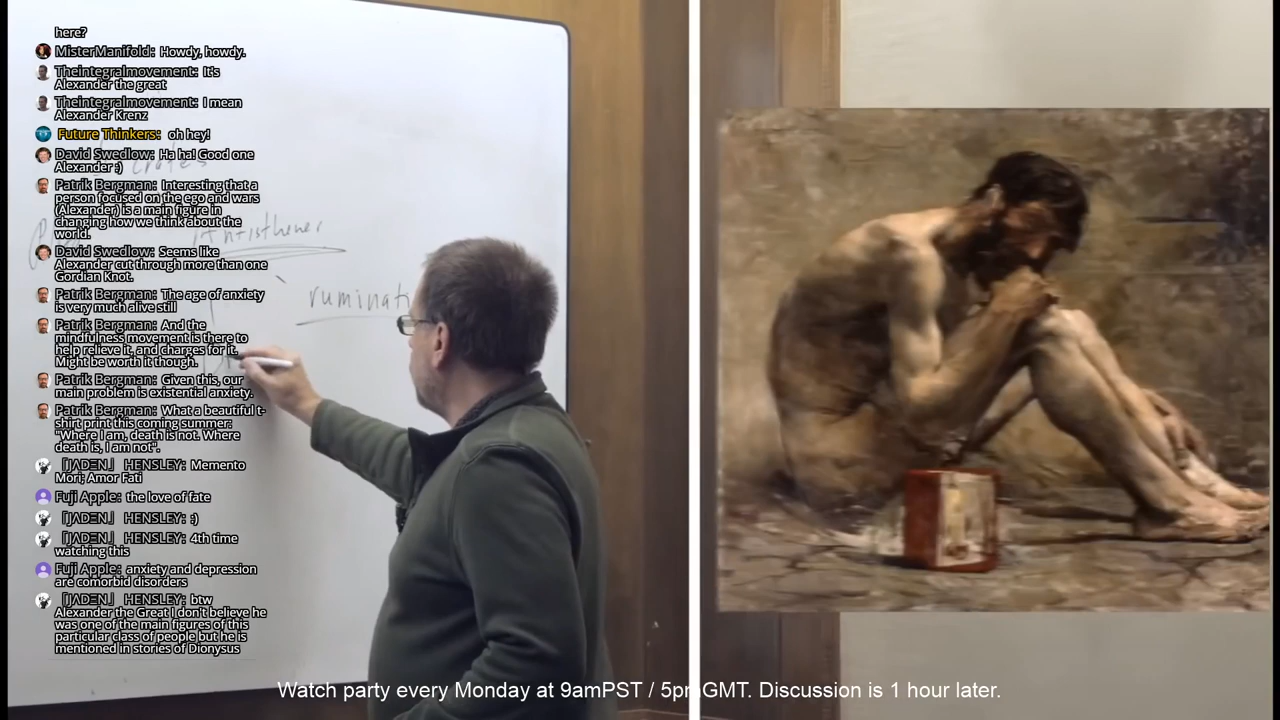 here?
MisterManifold: Howdy, howdy.
Theintegralmovement: It's
Alexander the great
Theintegralmovement: I mean
Alexander Krenz
Future Thinkers: oh hey!
David Swedlow: Ha ha! Good one
Alexander :)
Patrik Bergman: Interesting that a
person focused on the ego and wars
(Alexander) is a main figure in
changing how we think about the
world.
David Swedlow: Seems like
Alexander cut through more than one
Gordian Knot.
Patrik Bergman: The age of anxiety
is very much alive still
Patrik Bergman: And the
mindfulness movement is there to
help relieve it, and charges for it.
Might be worth it though.
Patrik Bergman: Given this, our
main problem is existential anxiety.
Patrik Bergman: What a beautiful t-
shirt print this coming summer:
"Where I am, death is not. Where
death is, I am not".
「JΛDΞN」 HENSLEY: Memento
Mori; Amor Fati
Fuji Apple: the love of fate
「JΛDΞN」 HENSLEY: :)
「JΛDΞN」 HENSLEY: 4th time
watching this
Fuji Apple: anxiety and depression
are comorbid disorders
「JΛDΞN」 HENSLEY: btw
Alexander the Great I don't believe he
was one of the main figures of this
particular class of people but he is
mentioned in stories of Dionysus
Antisthenes
ruminati
Watch party every Monday at 9amPST / 5pmGMT. Discussion is 1 hour later.